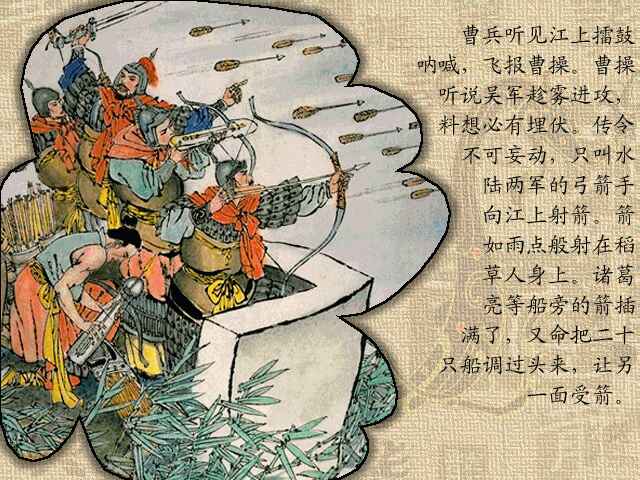 曹兵听见江上擂鼓
呐喊，飞报曹操。曹操
听说吴军趁雾进攻，
料想必有埋伏。传令
不可妄动，只叫水
陆两军的弓箭手
向江上射箭。箭
如雨点般射在稻
草人身上。诸葛
亮等船旁的箭插
满了，又命把二十
只船调过头来，让另
一面受箭。